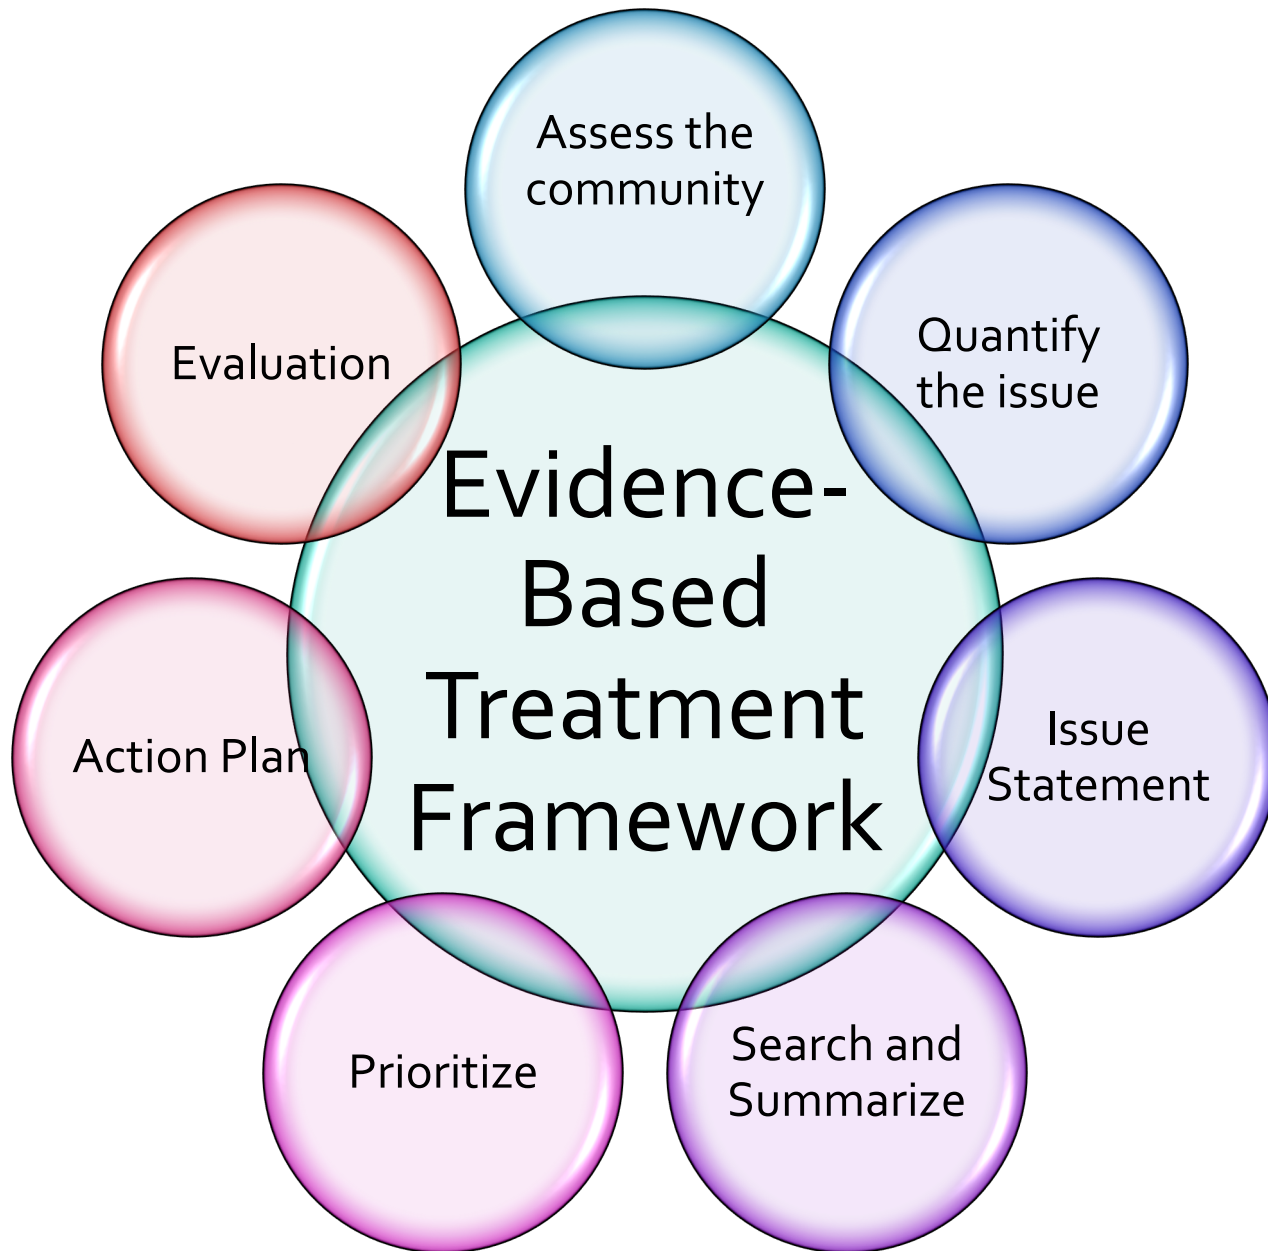 Assess the
community
Quantify
the issue
Issue
Statement
Search and
Summarize
Prioritize
Action Plan
Evaluation
Evidence-
Based
Treatment
Framework